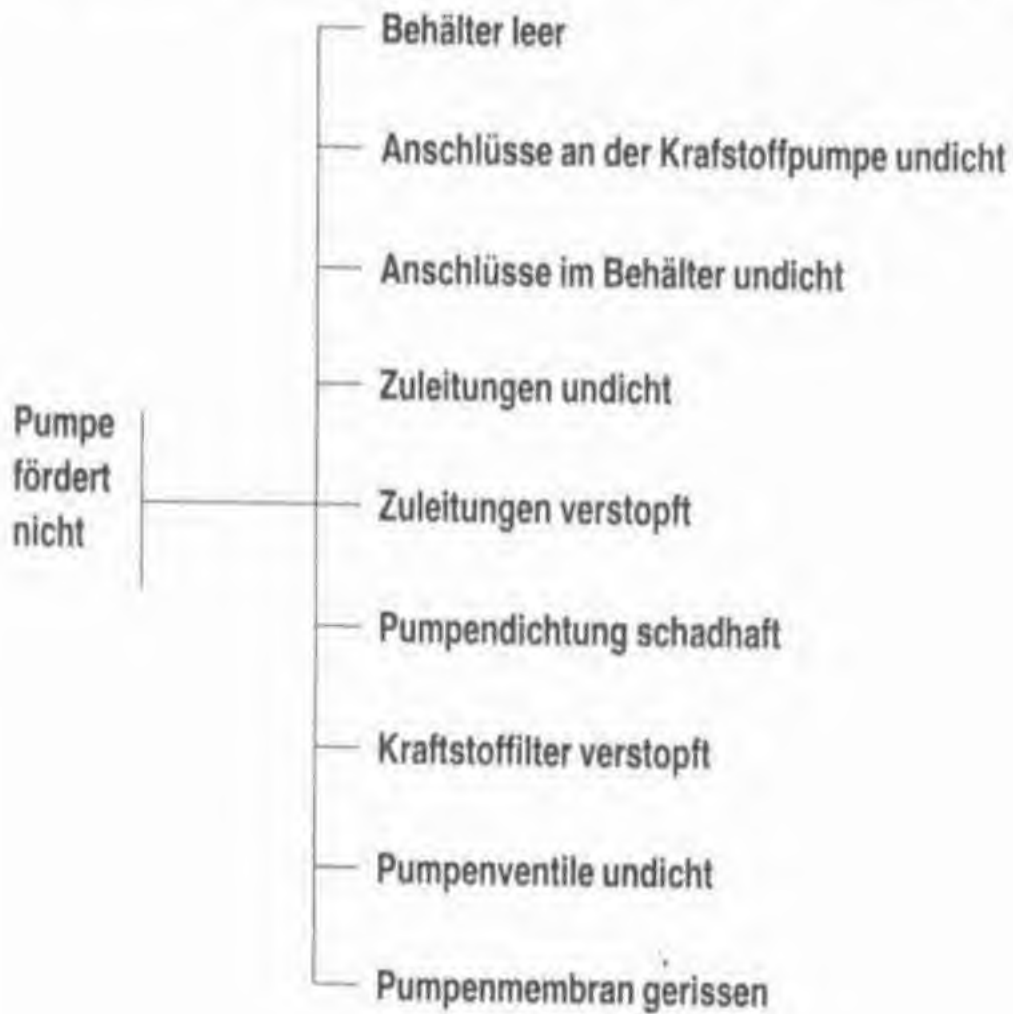 Behälter leer
Anschlüsse an der Krafstoffpumpe undicht
Anschlüsse im Behälter undicht
Zuleitungen undicht
Pumpe
fördert
nicht
Zuleitungen verstopft
Pumpendichtung schadhaft
Kraftstoffilter verstopft
Pumpenventile undicht
Pumpenmembran gerissen